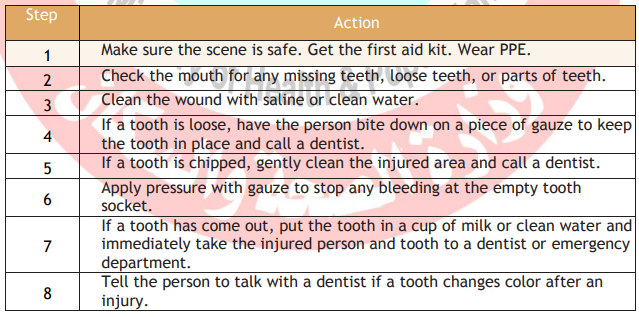 Step Action
1 Make sure the scene is safe. Get the first aid kit. Wear PPE.
2 Check the mouth for any missing teeth, loose teeth, or parts of teeth.
3 Clean the wound with saline or clean water.
4 If a tooth is loose, have the person bite down on a piece of gauze to keep
the tooth in place and call a dentist.
5 If a tooth is chipped, gently clean the injured area and call a dentist.
6 Apply pressure with gauze to stop any bleeding at the empty tooth
socket.
7 If a tooth has come out, put the tooth in a cup of milk or clean water and
immediately take the injured person and tooth to a dentist or emergency
department.
8 Tell the person to talk with a dentist if a tooth changes color after an
injury.
of Health &
وزارة الصحة